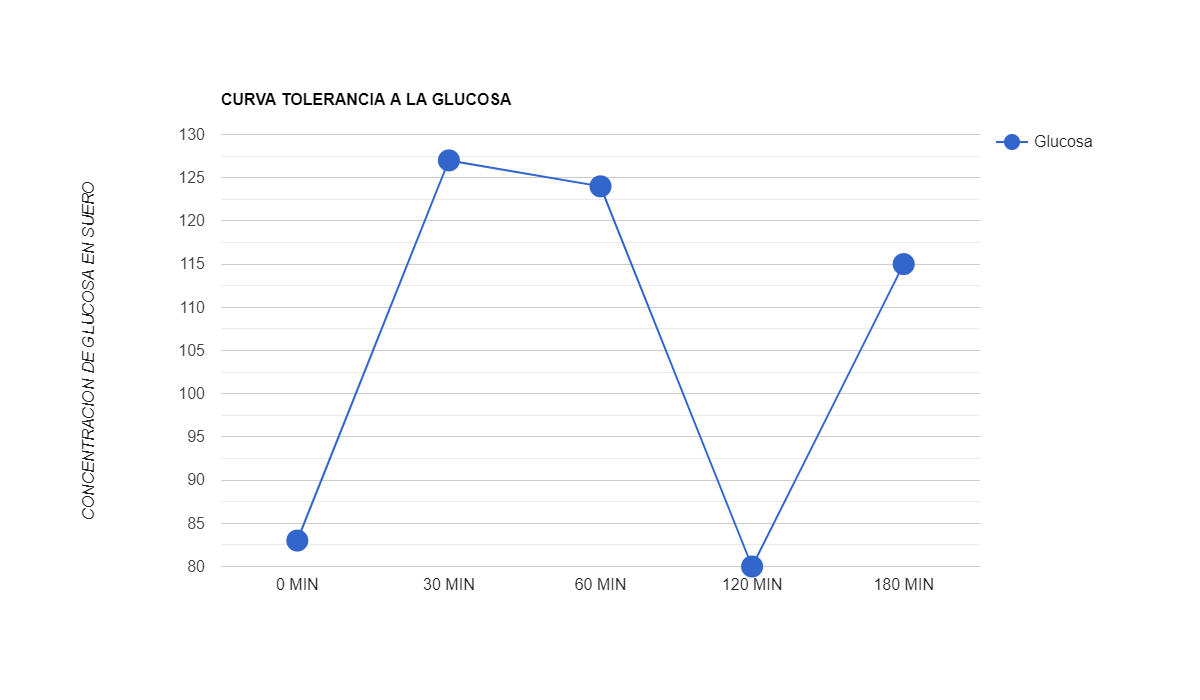 CURVA TOLERANCIA A LA GLUCOSA
Glucosa
CONCENTRACION DE GLUCOSA EN SUERO
130
125
120
115
110
105
100
95
90
85
80
0 MIN
30 MIN
60 MIN
120 MIN
180 MIN